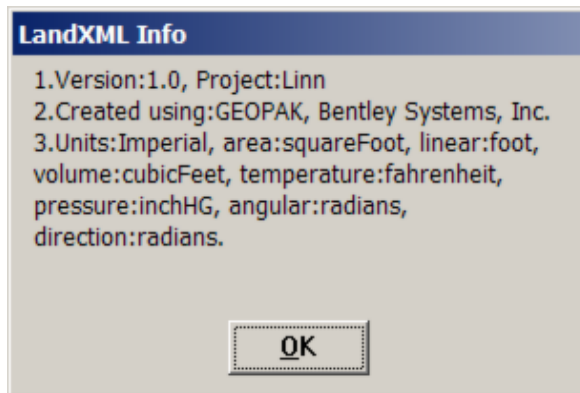 LandXML Info
1.Version:1.0, Project:Linn
2.Created using:GEOPAK, Bentley Systems, Inc.
3.Units:Imperial, area:squareFoot, linear:foot,
volume:cubicFeet, temperature:fahrenheit,
pressure:inchHG, angular:radians,
direction:radians.
OK